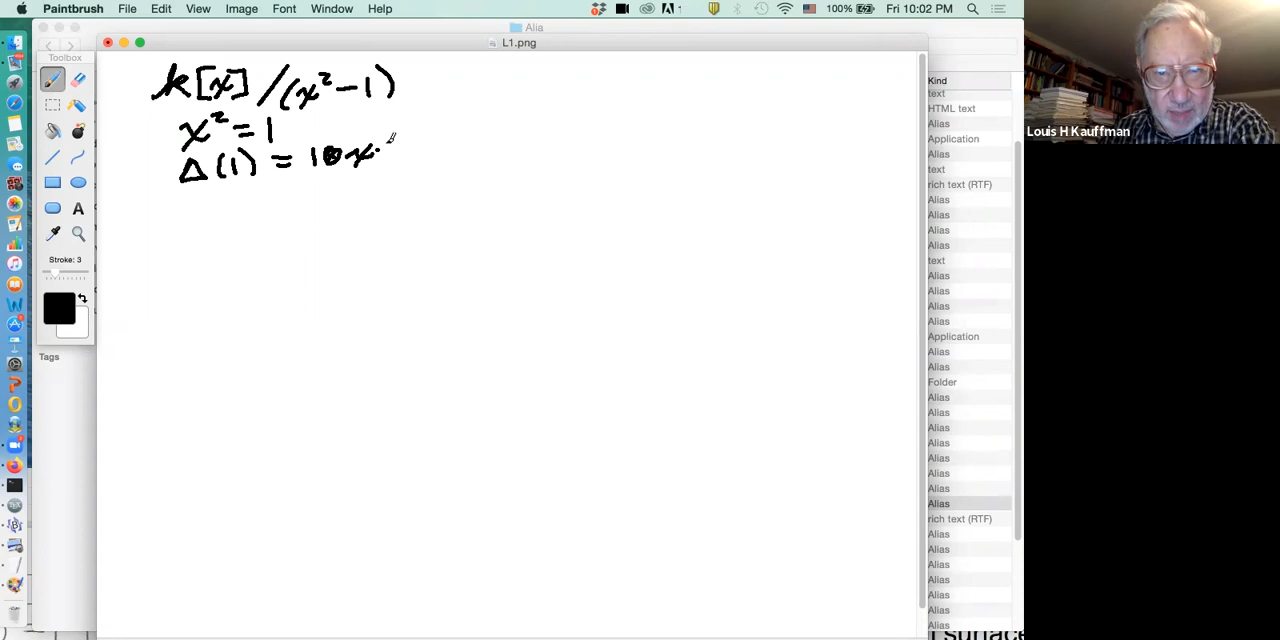 Paintbrush File Edit View Image Font Window Help
100% Fri 10:02 PM
Alia
L1.png
Toolbox
Stroke: 3
Tags
k[x]/(x²-1)
x² = 1
Δ(1) = 1⊗x
Kind
text
HTML text
Alias
Application
Alias
text
rich text (RTF)
Alias
Alias
Alias
Alias
text
Alias
Alias
Alias
Alias
Application
Alias
Alias
Folder
Alias
Alias
Alias
Alias
Alias
Alias
Alias
Alias
rich text (RTF)
Alias
Alias
Alias
Alias
Alias
Alias
Alias
Louis H Kauffman